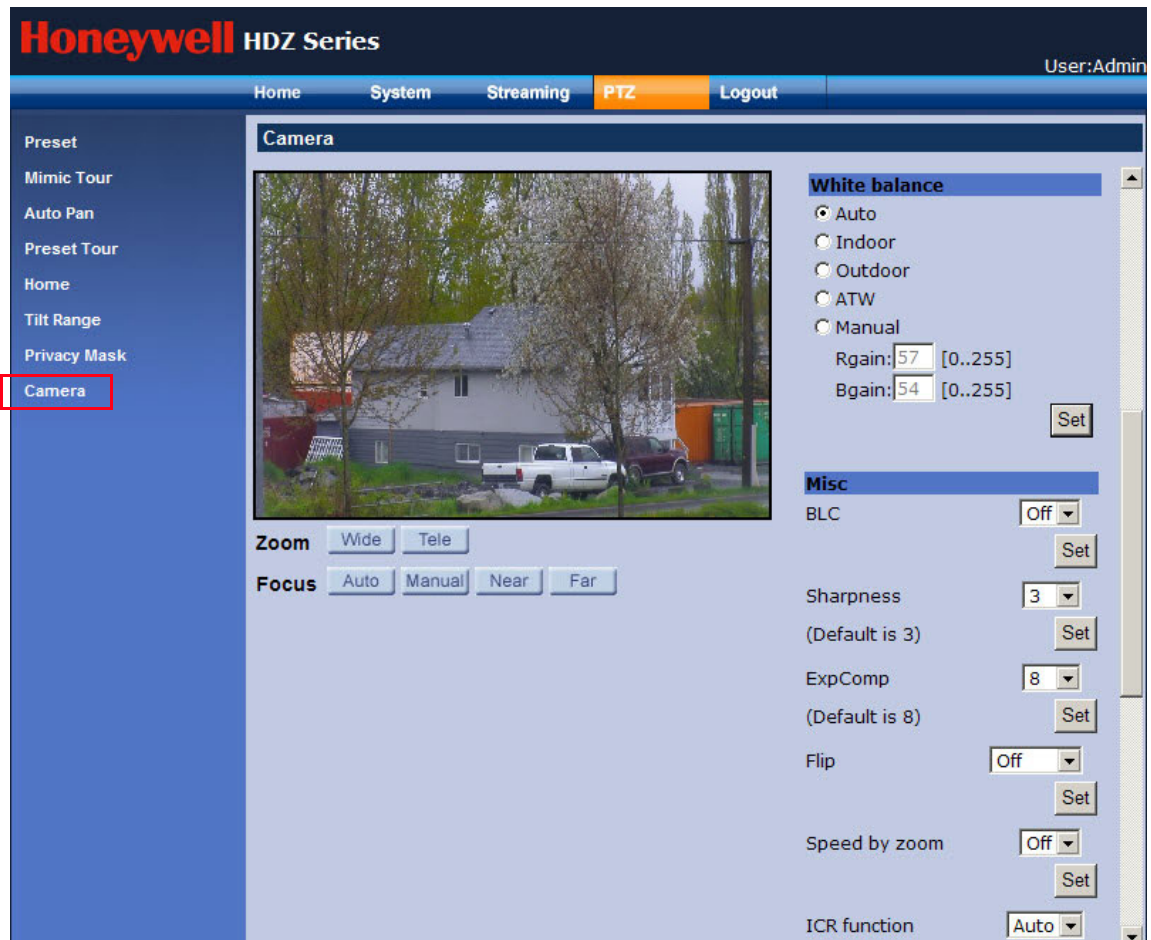 Honeywell HDZ Series
User:Admin
Home System Streaming PTZ Logout
Preset
Mimic Tour
Auto Pan
Preset Tour
Home
Tilt Range
Privacy Mask
Camera
Camera
Zoom Wide Tele
Focus Auto Manual Near Far
White balance
Auto
Indoor
Outdoor
ATW
Manual
Rgain: 57 [0..255]
Bgain: 54 [0..255]
Set
Misc
BLC Off
Set
Sharpness 3
(Default is 3) Set
ExpComp 8
(Default is 8) Set
Flip Off
Set
Speed by zoom Off
Set
ICR function Auto